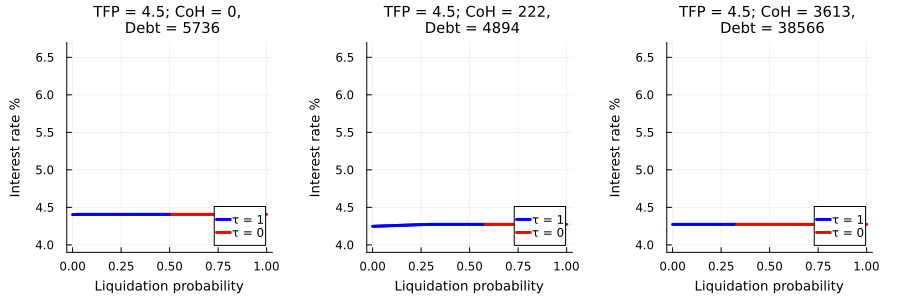 TFP = 4.5; CoH = 0,
Debt = 5736
Interest rate %
6.5
6.0
5.5
5.0
4.5
4.0
τ = 1
τ = 0
0.00 0.25 0.50 0.75 1.00
Liquidation probability
TFP = 4.5; CoH = 222,
Debt = 4894
Interest rate %
6.5
6.0
5.5
5.0
4.5
4.0
τ = 1
τ = 0
0.00 0.25 0.50 0.75 1.00
Liquidation probability
TFP = 4.5; CoH = 3613,
Debt = 38566
Interest rate %
6.5
6.0
5.5
5.0
4.5
4.0
τ = 1
τ = 0
0.00 0.25 0.50 0.75 1.00
Liquidation probability